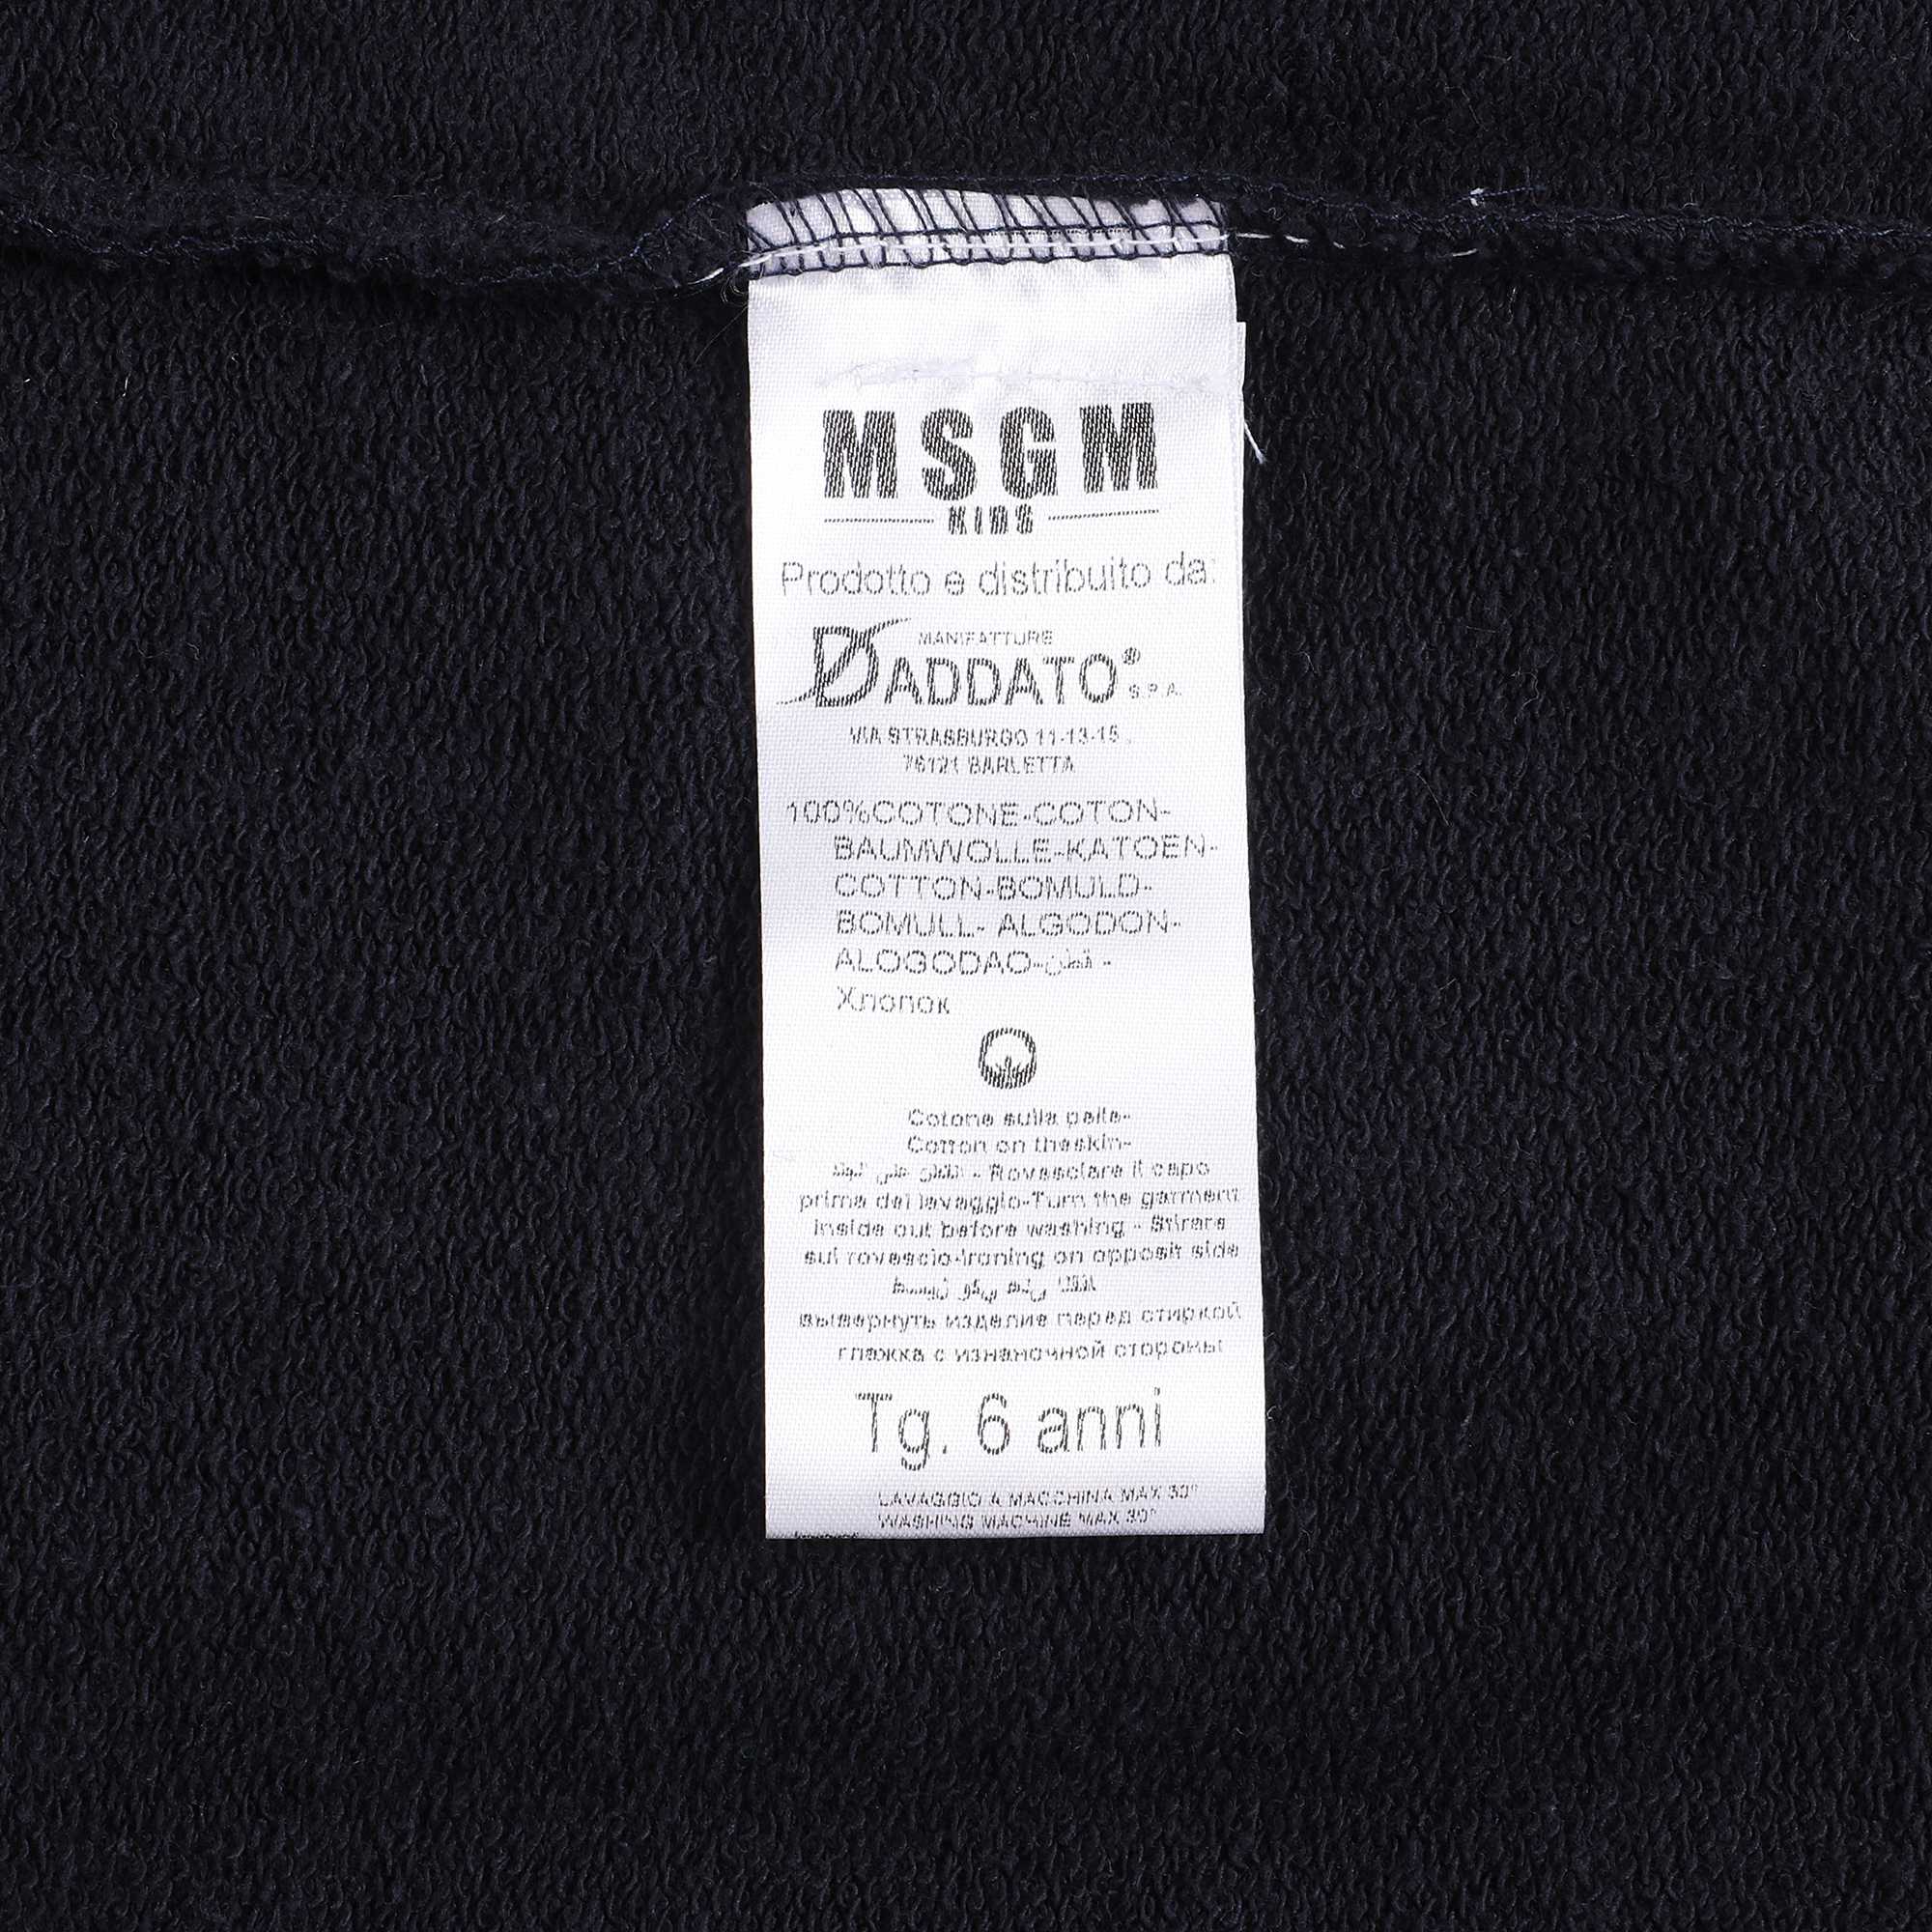 MSGM
KIDS
Prodotto e distribuito da:
MANIFATTURE
DADDATO® S.P.A.
VIA STRASBURGO 11-13-15
76121 BARLETTA
100%COTONE-COTON-
BAUMWOLLE-KATOEN-
COTTON-BOMULD-
BOMULL- ALGODON-
ALOGODAO-قطن -
Хлопок
Cotone sulla pelle-
Cotton on theskin-
- Rovesciare il capo
prima del lavaggio-Turn the garment
inside out before washing - Stirare
sul rovescio-Ironing on opposit side
вывернуть изделие перед стиркой
глажка с изнаночной стороны
Tg. 6 anni
LAVAGGIO A MACCHINA MAX 30°
WASHING MACHINE MAX 30°